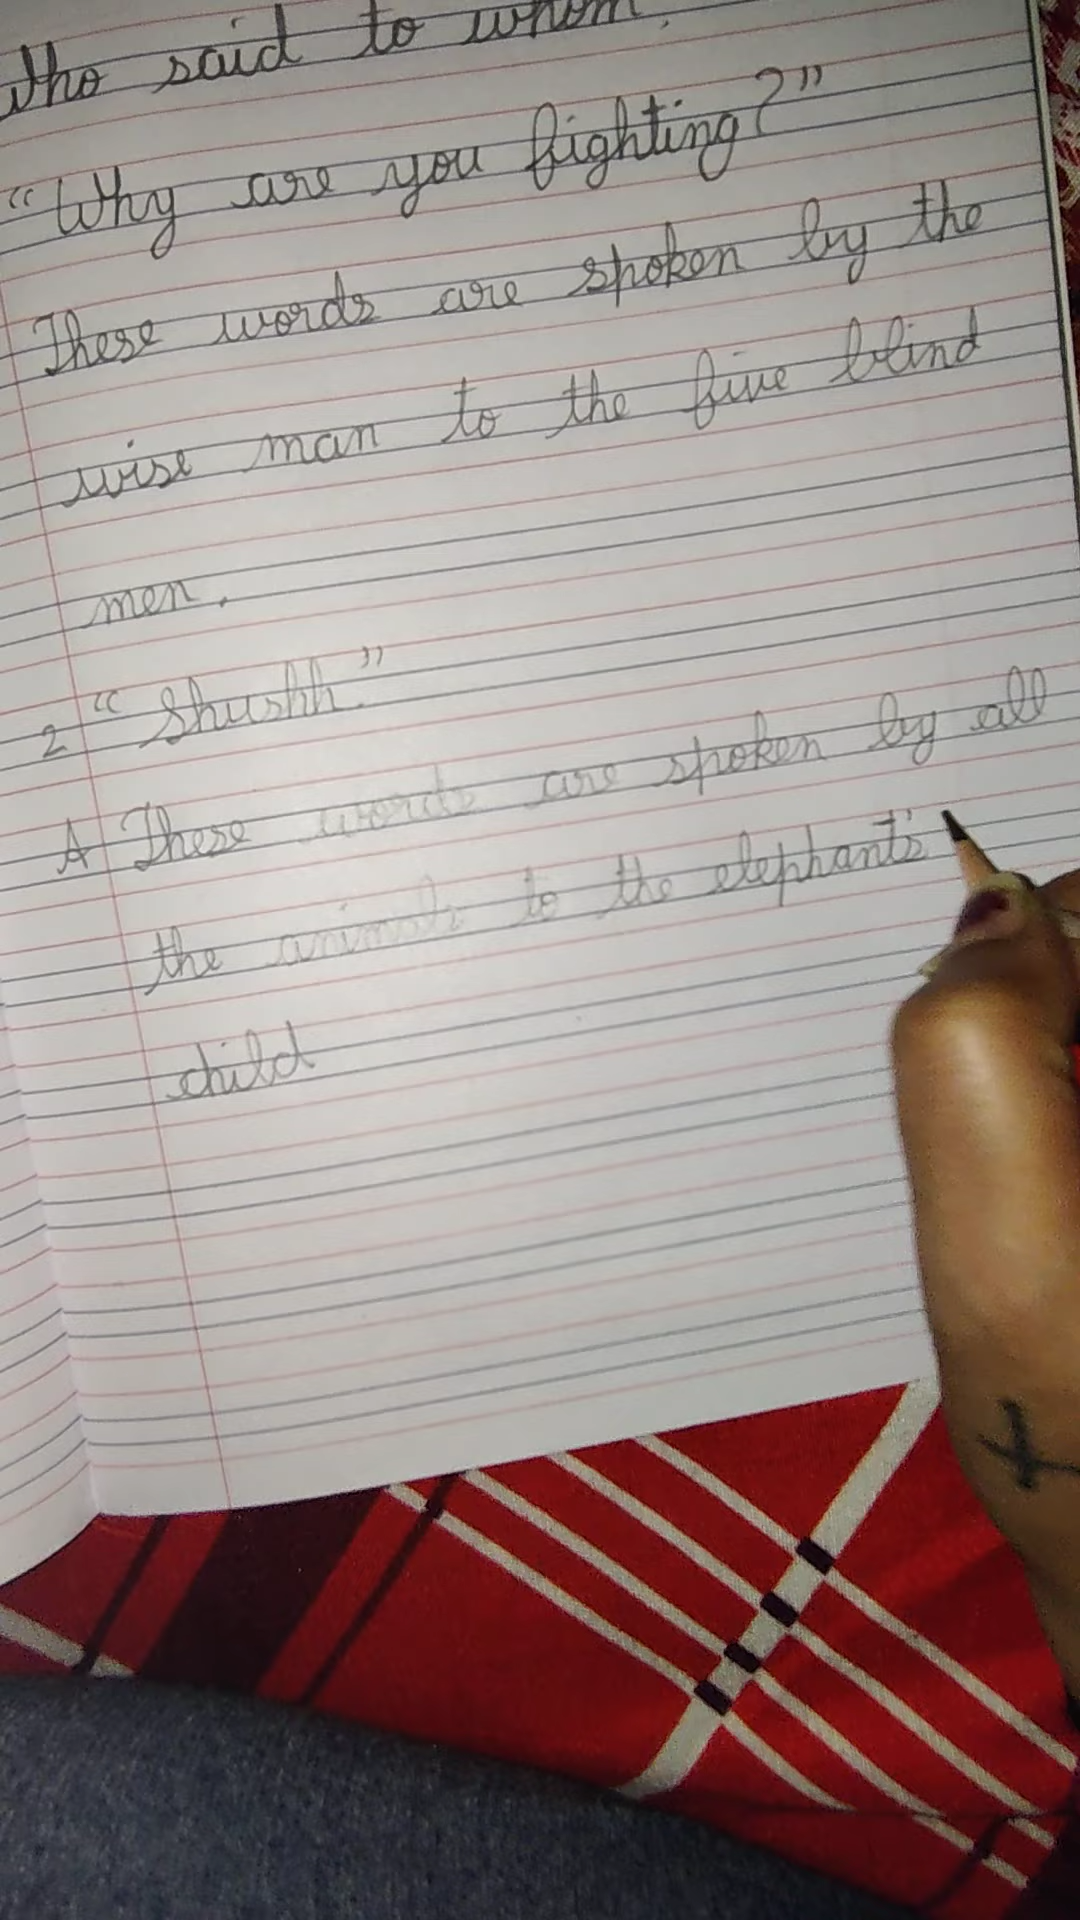 Who said to whom.
"Why are you fighting?"
These words are spoken by the
wise man to the five blind
men.
2 "Shushh."
A These words are spoken by all
the animals to the elephant's
child